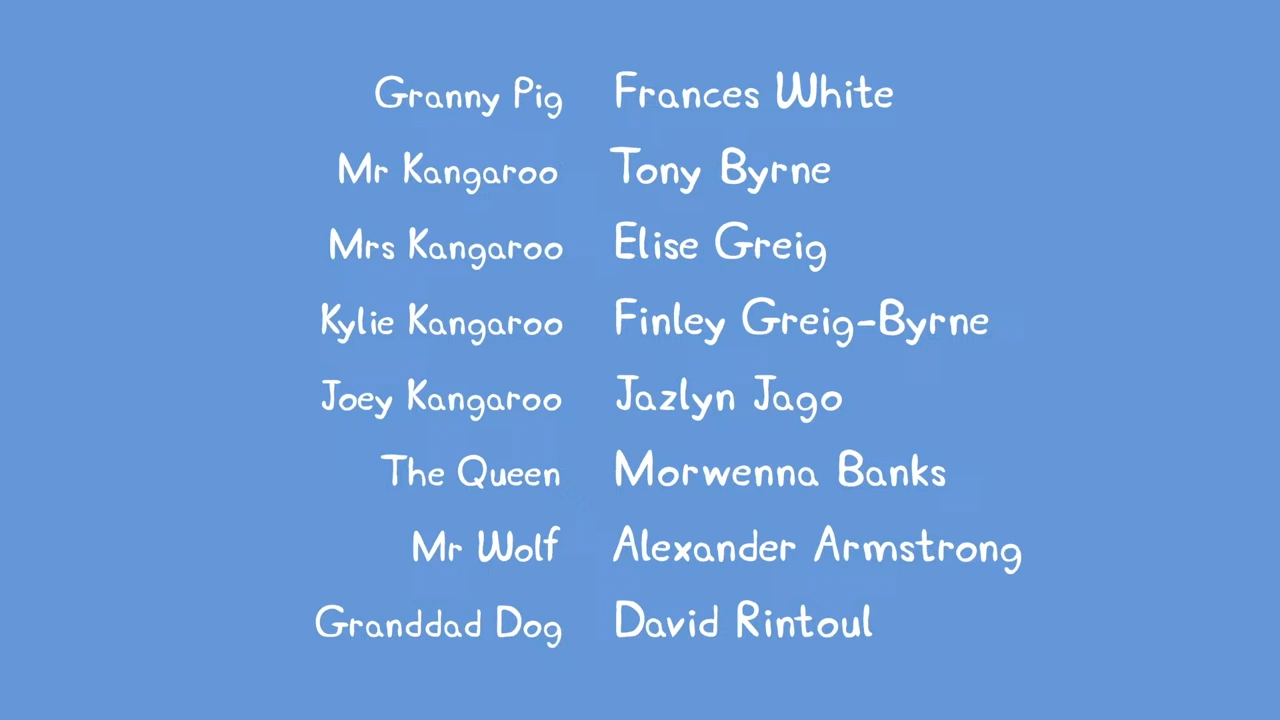 Granny Pig Frances White
Mr Kangaroo Tony Byrne
Mrs Kangaroo Elise Greig
Kylie Kangaroo Finley Greig-Byrne
Joey Kangaroo Jazlyn Jago
The Queen Morwenna Banks
Mr Wolf Alexander Armstrong
Granddad Dog David Rintoul